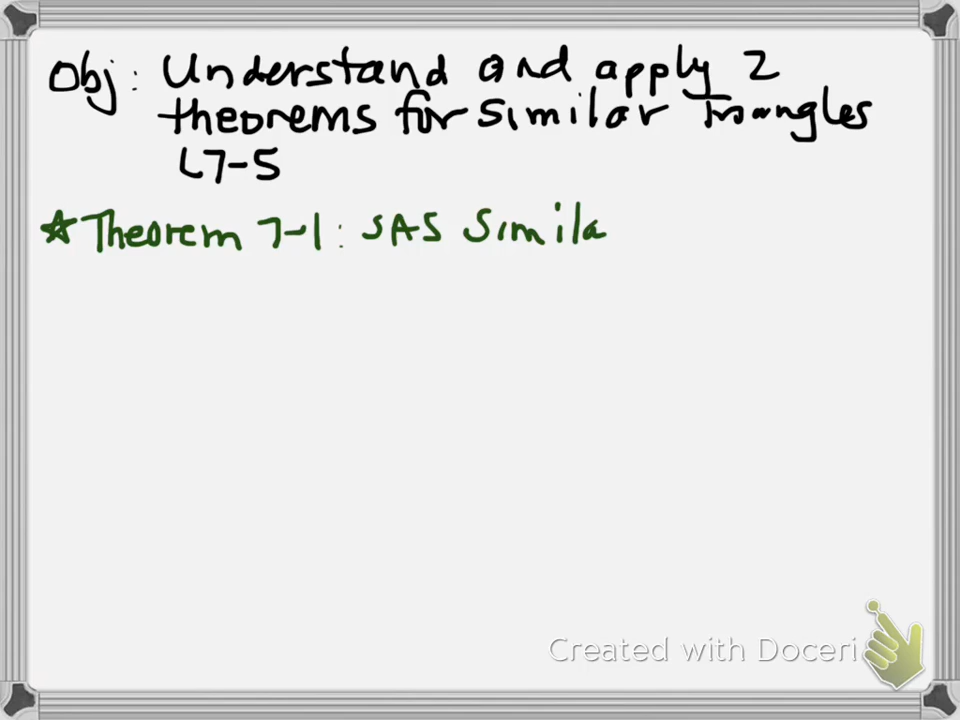 Obj: Understand and apply 2
theorems for Similar Triangles
L7-5
☆Theorem 7-1: SAS Simila
Created with Doceri